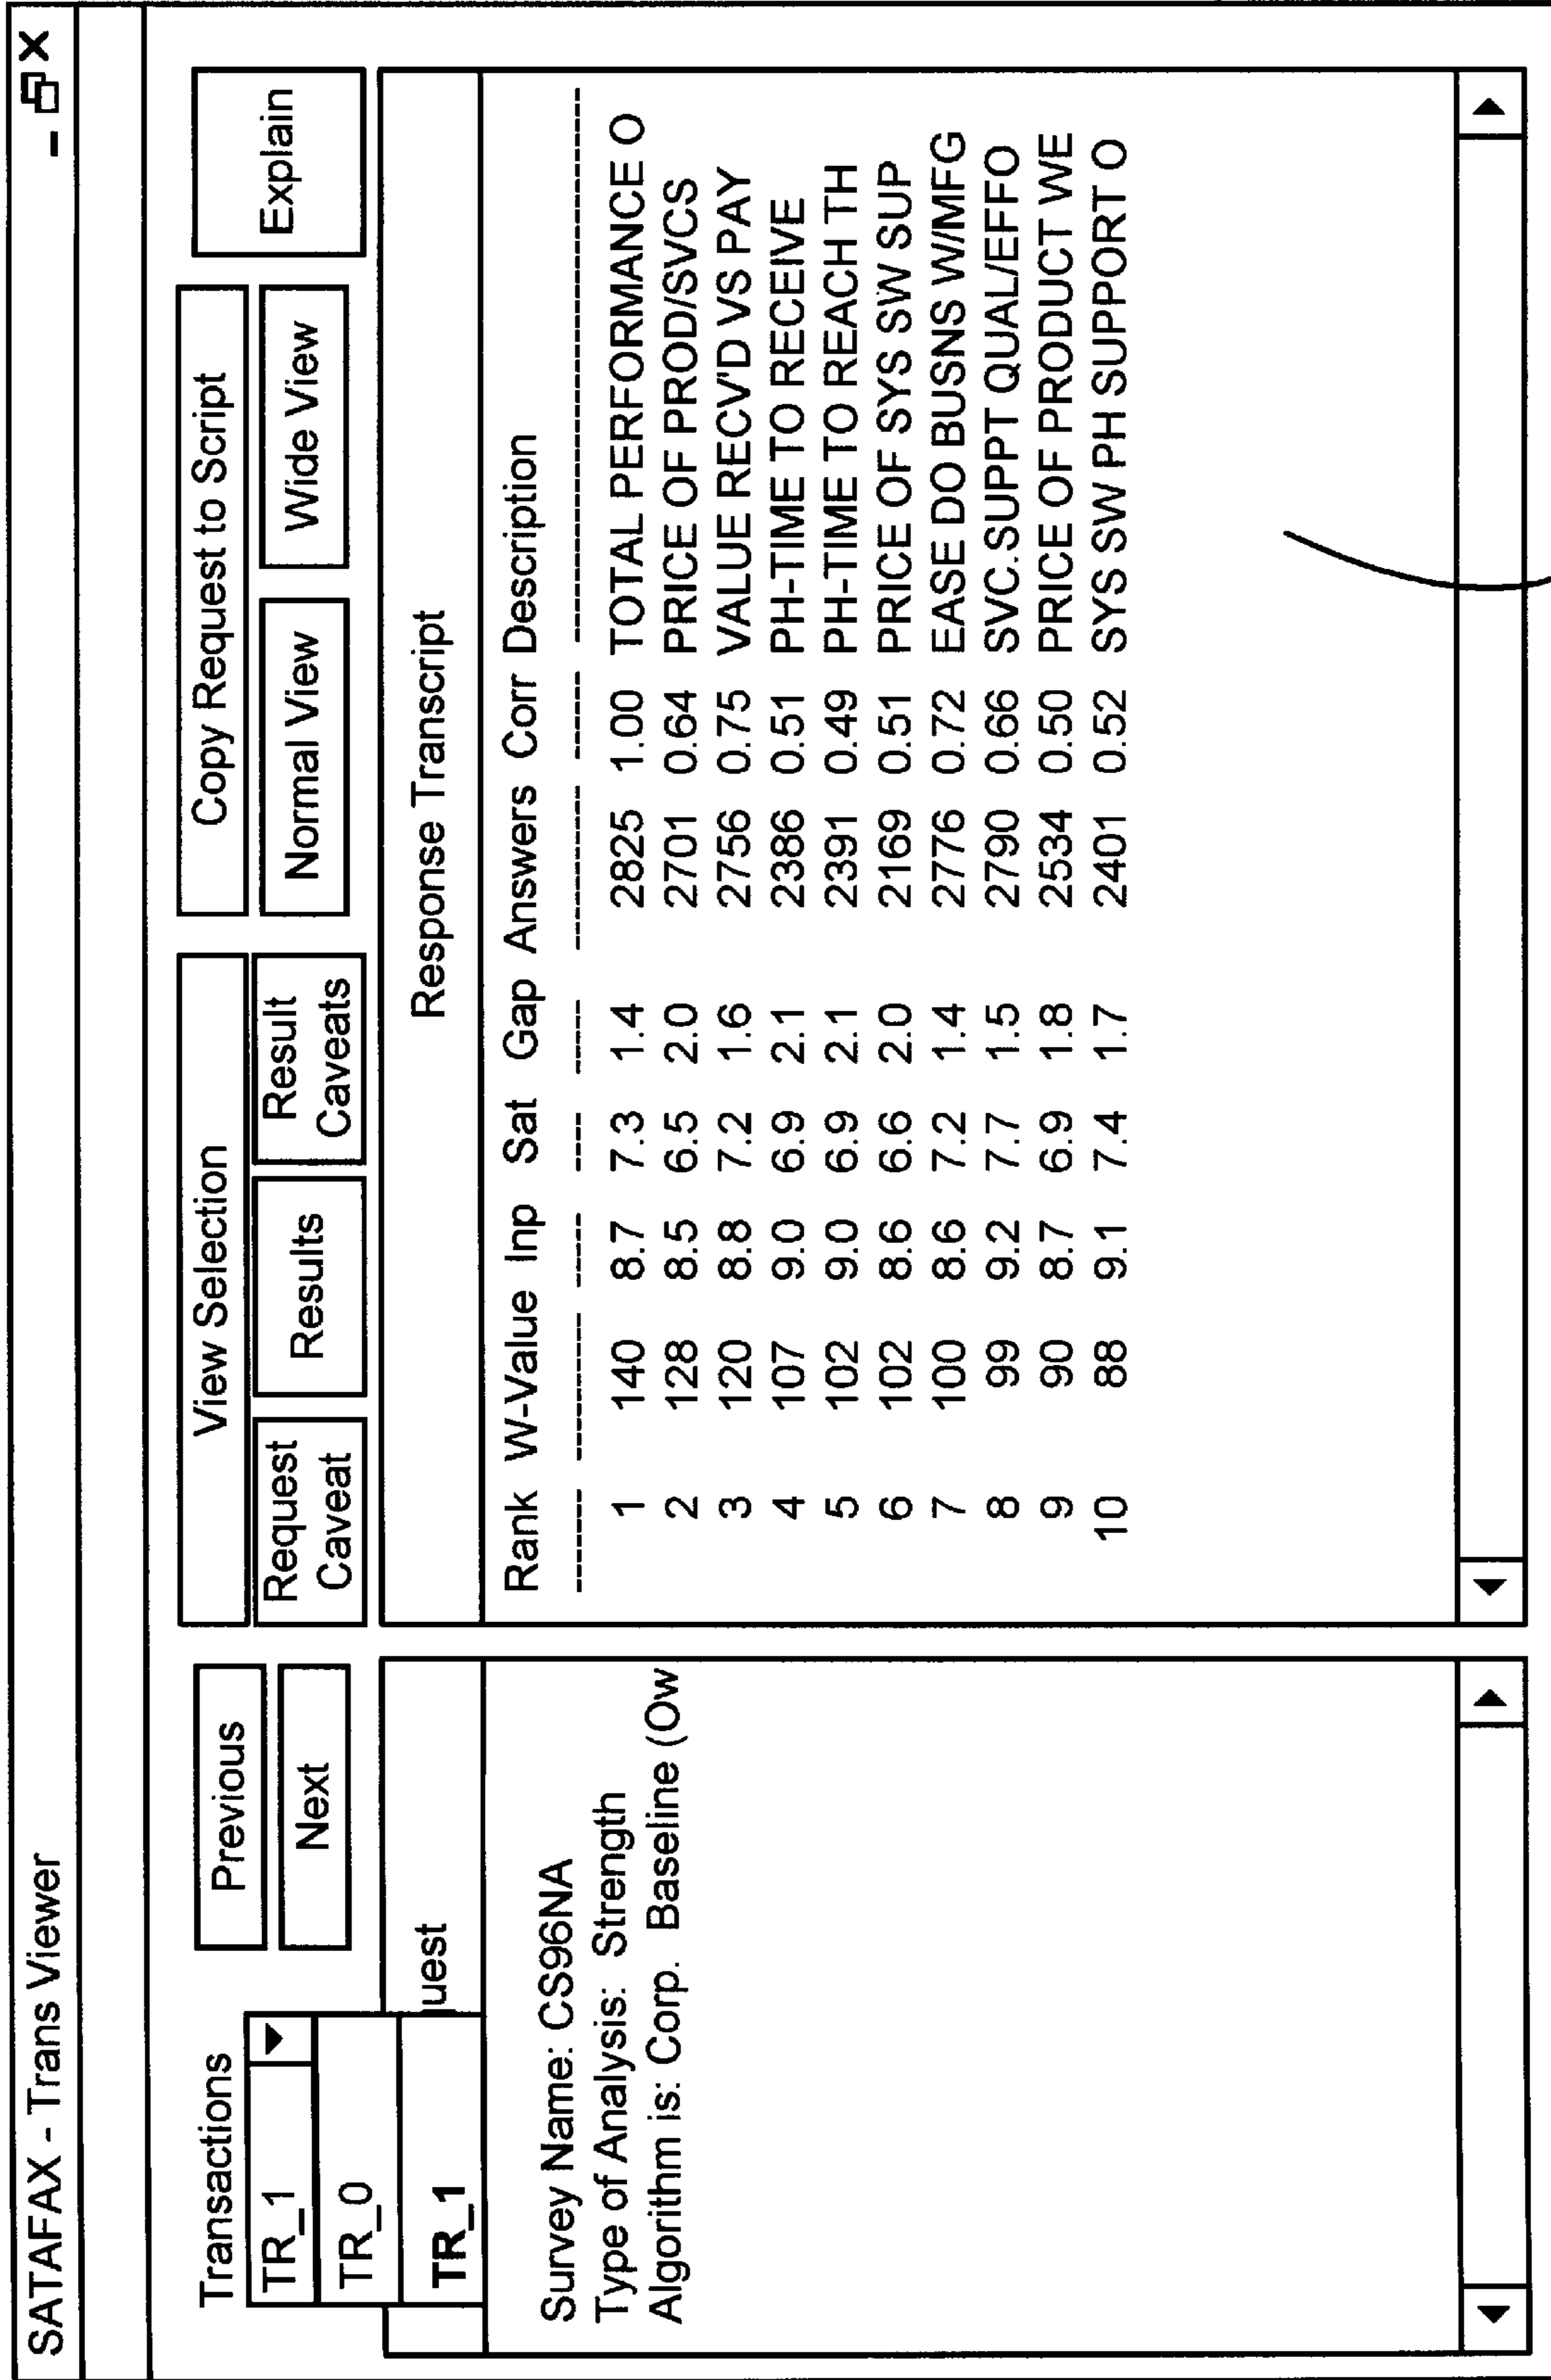 SATAFAX - Trans Viewer
Transactions
TR_1
TR_0
TR_1
Previous
Next
View Selection
Request Caveat
Results
Result Caveats
Copy Request to Script
Normal View
Wide View
Explain
uest
Survey Name: CS96NA
Type of Analysis: Strength
Algorithm is: Corp. Baseline (Ow
Response Transcript
Rank W-Value Inp Sat Gap Answers Corr Description
1 140 8.7 7.3 1.4 2825 1.00 TOTAL PERFORMANCE O
2 128 8.5 6.5 2.0 2701 0.64 PRICE OF PROD/SVCS
3 120 8.8 7.2 1.6 2756 0.75 VALUE RECV'D VS PAY
4 107 9.0 6.9 2.1 2386 0.51 PH-TIME TO RECEIVE
5 102 9.0 6.9 2.1 2391 0.49 PH-TIME TO REACH TH
6 102 8.6 6.6 2.0 2169 0.51 PRICE OF SYS SW SUP
7 100 8.6 7.2 1.4 2776 0.72 EASE DO BUSNS W/MFG
8 99 9.2 7.7 1.5 2790 0.66 SVC.SUPPT QUAL/EFFO
9 90 8.7 6.9 1.8 2534 0.50 PRICE OF PRODUCT WE
10 88 9.1 7.4 1.7 2401 0.52 SYS SW PH SUPPORT O